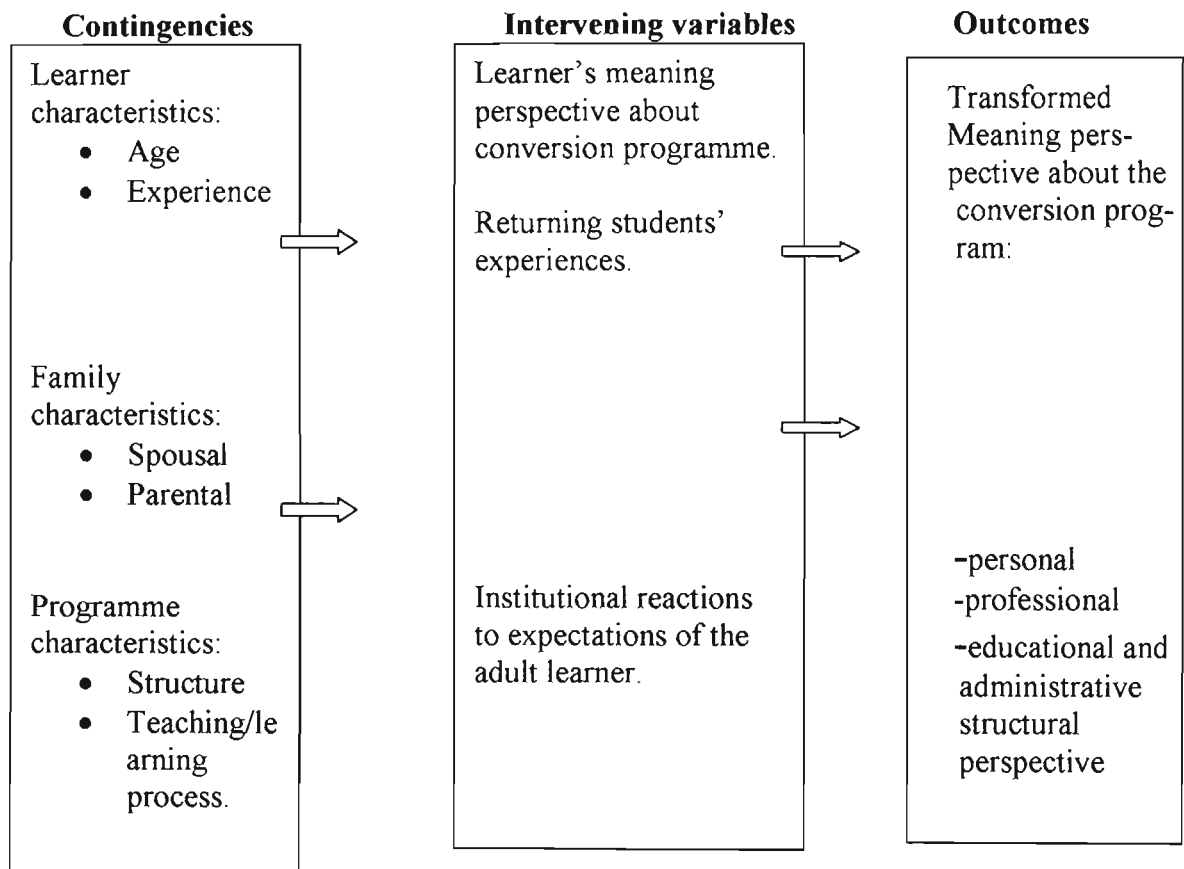 Contingencies
Learner
characteristics:
• Age
• Experience
Family
characteristics:
• Spousal
• Parental
Programme
characteristics:
• Structure
• Teaching/le
arning
process.
Intervening variables
Learner's meaning
perspective about
conversion programme.
Returning students'
experiences.
Institutional reactions
to expectations of the
adult learner.
Outcomes
Transformed
Meaning pers-
pective about the
conversion prog-
ram:
-personal
-professional
-educational and
administrative
structural
perspective